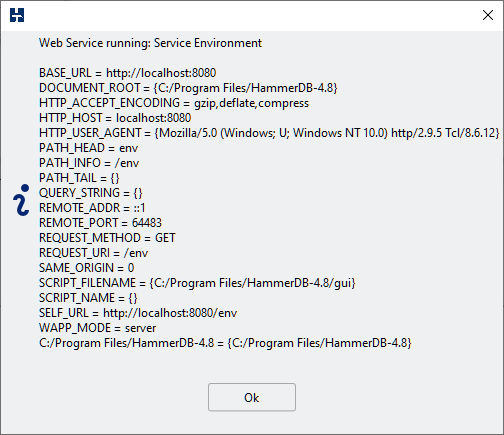 Web Service running: Service Environment
BASE_URL = http://localhost:8080
DOCUMENT_ROOT = {C:/Program Files/HammerDB-4.8}
HTTP_ACCEPT_ENCODING = gzip,deflate,compress
HTTP_HOST = localhost:8080
HTTP_USER_AGENT = {Mozilla/5.0 (Windows; U; Windows NT 10.0) http/2.9.5 Tcl/8.6.12}
PATH_HEAD = env
PATH_INFO = /env
PATH_TAIL = {}
QUERY_STRING = {}
REMOTE_ADDR = ::1
REMOTE_PORT = 64483
REQUEST_METHOD = GET
REQUEST_URI = /env
SAME_ORIGIN = 0
SCRIPT_FILENAME = {C:/Program Files/HammerDB-4.8/gui}
SCRIPT_NAME = {}
SELF_URL = http://localhost:8080/env
WAPP_MODE = server
C:/Program Files/HammerDB-4.8 = {C:/Program Files/HammerDB-4.8}
Ok